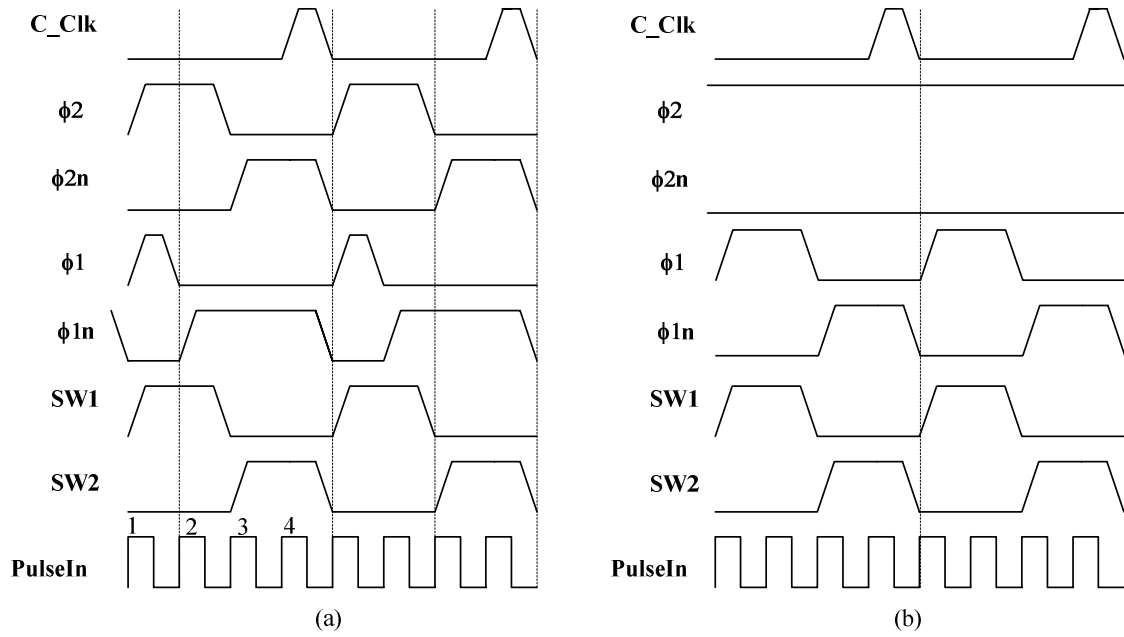 C_Clk
ϕ2
ϕ2n
ϕ1
ϕ1n
SW1
SW2
1 2 3 4
PulseIn
(a)
C_Clk
ϕ2
ϕ2n
ϕ1
ϕ1n
SW1
SW2
PulseIn
(b)